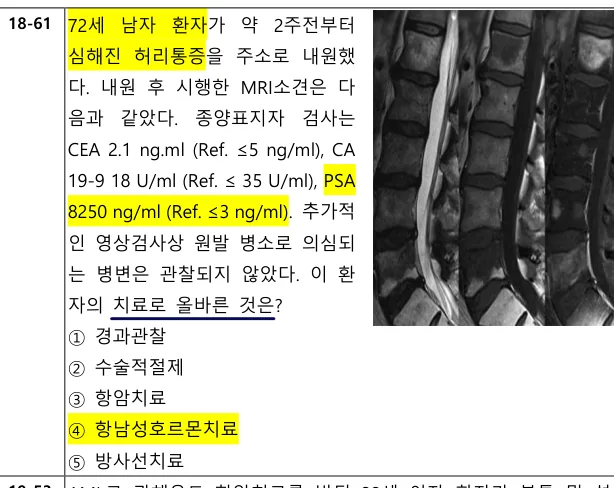 18-61
72세 남자 환자가 약 2주전부터
심해진 허리통증을 주소로 내원했
다. 내원 후 시행한 MRI소견은 다
음과 같았다. 종양표지자 검사는
CEA 2.1 ng.ml (Ref. ≤5 ng/ml), CA
19-9 18 U/ml (Ref. ≤ 35 U/ml), PSA
8250 ng/ml (Ref. ≤3 ng/ml). 추가적
인 영상검사상 원발 병소로 의심되
는 병변은 관찰되지 않았다. 이 환
자의 치료로 올바른 것은?
① 경과관찰
② 수술적절제
③ 항암치료
④ 항남성호르몬치료
⑤ 방사선치료